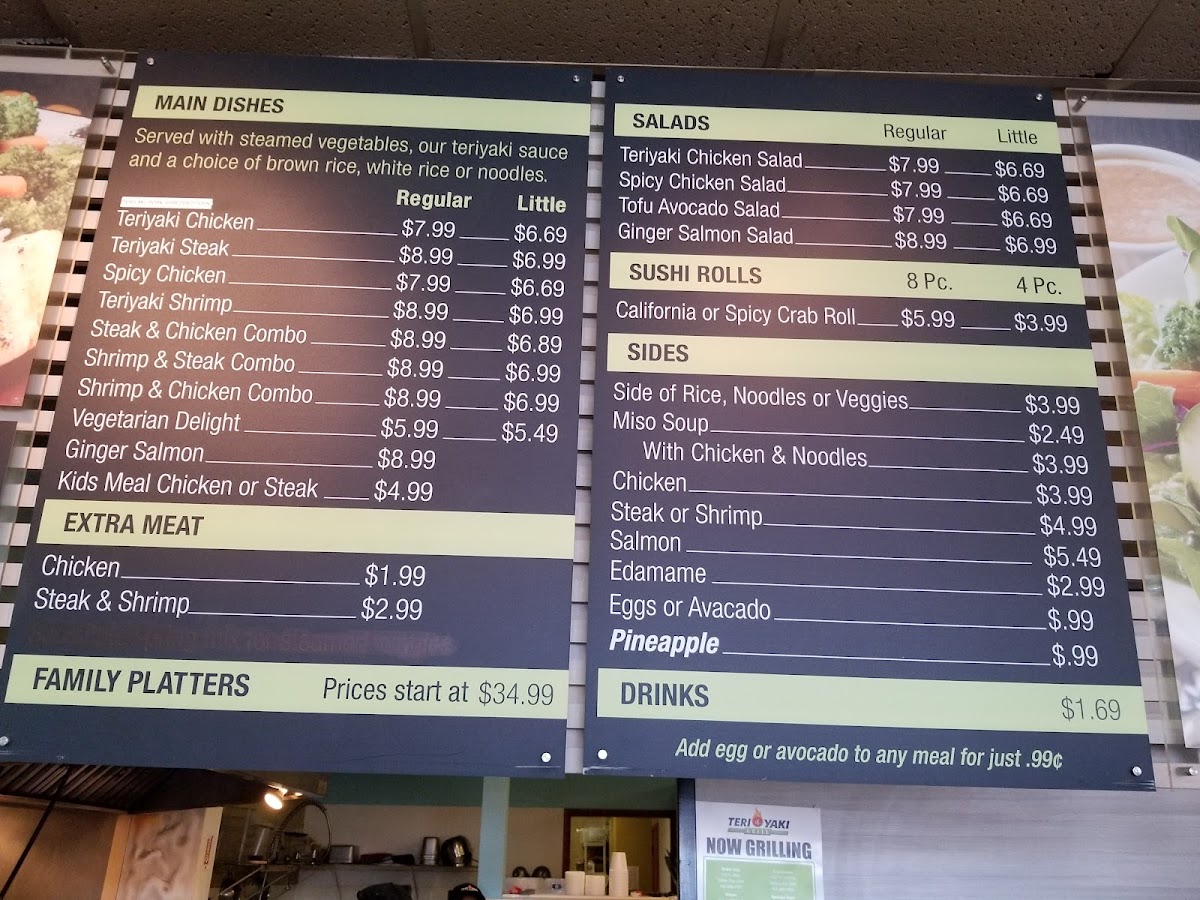 MAIN DISHES
Served with steamed vegetables, our teriyaki sauce
and a choice of brown rice, white rice or noodles.
Regular Little
Teriyaki Chicken $7.99 $6.69
Teriyaki Steak $8.99 $6.99
Spicy Chicken $7.99 $6.69
Teriyaki Shrimp $8.99 $6.99
Steak & Chicken Combo $8.99 $6.89
Shrimp & Steak Combo $8.99 $6.99
Shrimp & Chicken Combo $8.99 $6.99
Vegetarian Delight $5.99 $5.49
Ginger Salmon $8.99
Kids Meal Chicken or Steak $4.99
EXTRA MEAT
Chicken $1.99
Steak & Shrimp $2.99
FAMILY PLATTERS Prices start at $34.99
SALADS Regular Little
Teriyaki Chicken Salad $7.99 $6.69
Spicy Chicken Salad $7.99 $6.69
Tofu Avocado Salad $7.99 $6.69
Ginger Salmon Salad $8.99 $6.99
SUSHI ROLLS 8 Pc. 4 Pc.
California or Spicy Crab Roll $5.99 $3.99
SIDES
Side of Rice, Noodles or Veggies $3.99
Miso Soup $2.49
With Chicken & Noodles $3.99
Chicken $3.99
Steak or Shrimp $4.99
Salmon $5.49
Edamame $2.99
Eggs or Avacado $.99
Pineapple $.99
DRINKS $1.69
Add egg or avocado to any meal for just .99¢
TERIYAKI
GRILL
NOW GRILLING